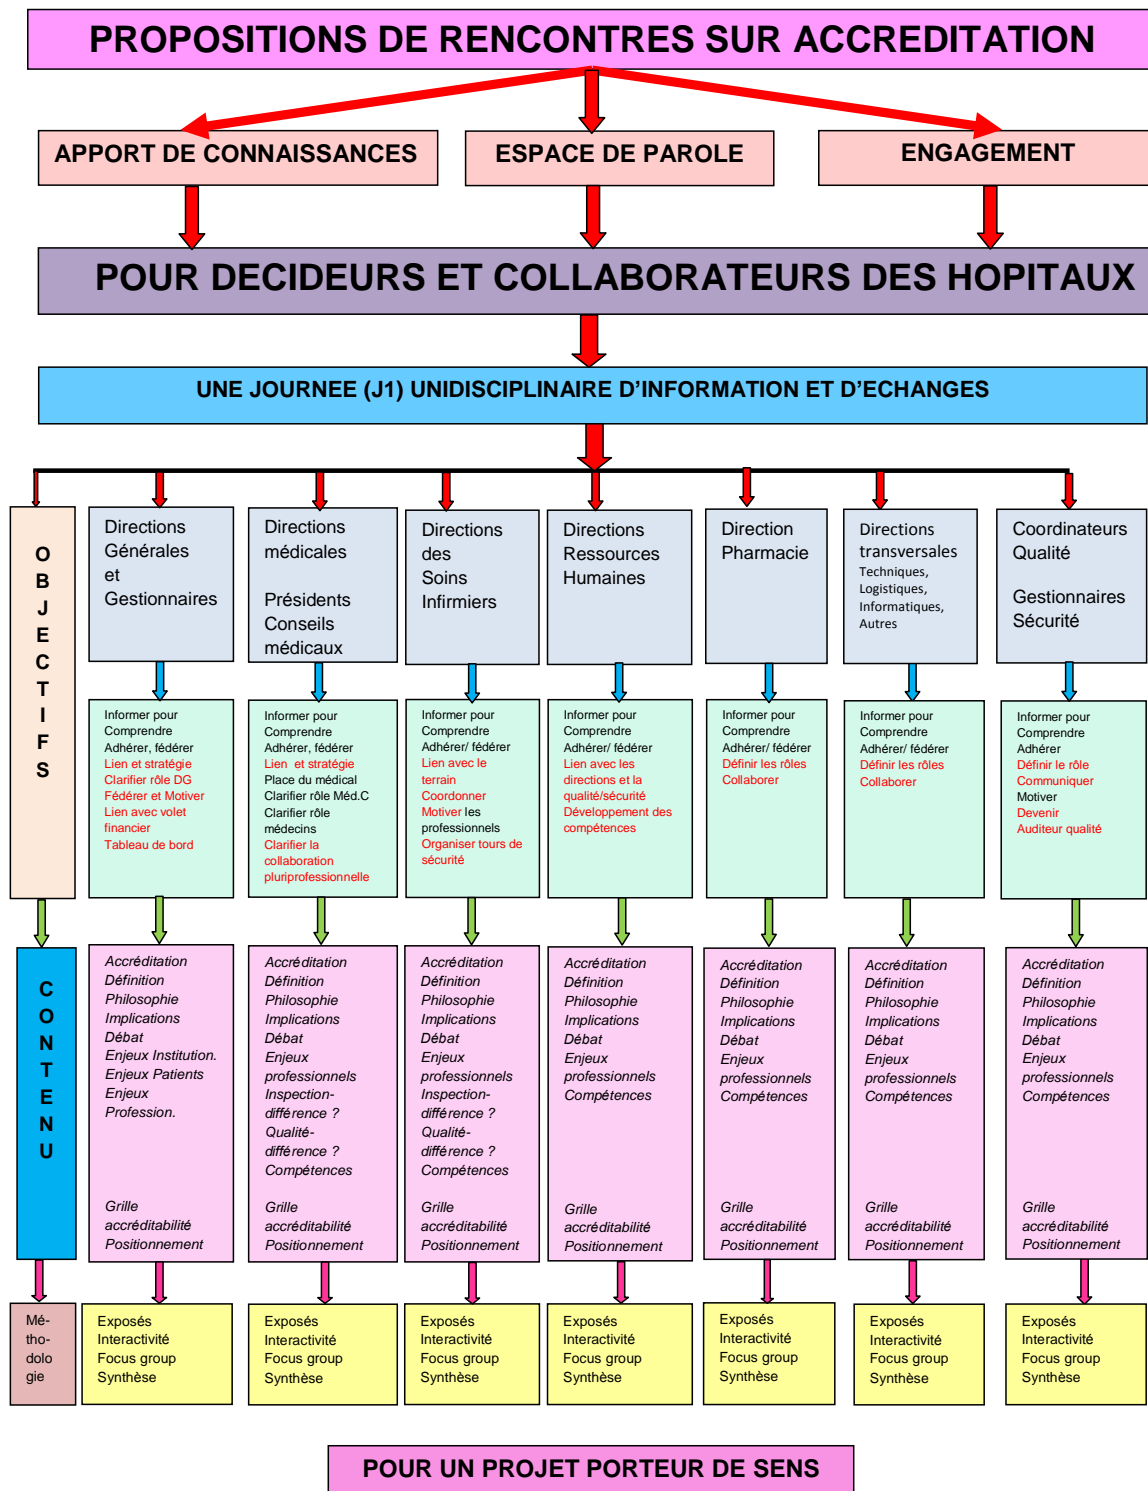 PROPOSITIONS DE RENCONTRES SUR ACCREDITATION
APPORT DE CONNAISSANCES
ESPACE DE PAROLE
ENGAGEMENT
POUR DECIDEURS ET COLLABORATEURS DES HOPITAUX
UNE JOURNEE (J1) UNIDISCIPLINAIRE D'INFORMATION ET D'ECHANGES
O
B
J
E
C
T
I
F
S
Directions
Générales
et
Gestionnaires
Directions
médicales
Présidents
Conseils
médicaux
Directions
des
Soins
Infirmiers
Directions
Ressources
Humaines
Direction
Pharmacie
Directions
transversales
Techniques,
Logistiques,
Informatiques,
Autres
Coordinateurs
Qualité
Gestionnaires
Sécurité
Informer pour
Comprendre
Adhérer, fédérer
Lien et stratégie
Clarifier rôle DG
Fédérer et Motiver
Lien avec volet
financier
Tableau de bord
Informer pour
Comprendre
Adhérer, fédérer
Lien et stratégie
Place du médical
Clarifier rôle Méd.C
Clarifier rôle
médecins
Clarifier la
collaboration
pluriprofessionnelle
Informer pour
Comprendre
Adhérer/ fédérer
Lien avec le
terrain
Coordonner
Motiver les
professionnels
Organiser tours de
sécurité
Informer pour
Comprendre
Adhérer/ fédérer
Lien avec les
directions et la
qualité/sécurité
Développement des
compétences
Informer pour
Comprendre
Adhérer/ fédérer
Définir les rôles
Collaborer
Informer pour
Comprendre
Adhérer/ fédérer
Définir les rôles
Collaborer
Informer pour
Comprendre
Adhérer
Définir le rôle
Communiquer
Motiver
Devenir
Auditeur qualité
C
O
N
T
E
N
U
Accréditation
Définition
Philosophie
Implications
Débat
Enjeux Institution.
Enjeux Patients
Enjeux
Profession.
Grille
accréditabilité
Positionnement
Accréditation
Définition
Philosophie
Implications
Débat
Enjeux
professionnels
Inspection-
différence ?
Qualité-
différence ?
Compétences
Grille
accréditabilité
Positionnement
Accréditation
Définition
Philosophie
Implications
Débat
Enjeux
professionnels
Inspection-
différence ?
Qualité-
différence ?
Compétences
Grille
accréditabilité
Positionnement
Accréditation
Définition
Philosophie
Implications
Débat
Enjeux
professionnels
Compétences
Grille
accréditabilité
Positionnement
Accréditation
Définition
Philosophie
Implications
Débat
Enjeux
professionnels
Compétences
Grille
accréditabilité
Positionnement
Accréditation
Définition
Philosophie
Implications
Débat
Enjeux
professionnels
Compétences
Grille
accréditabilité
Positionnement
Accréditation
Définition
Philosophie
Implications
Débat
Enjeux
professionnels
Compétences
Grille
accréditabilité
Positionnement
Mé-
tho-
dolo
gie
Exposés
Interactivité
Focus group
Synthèse
Exposés
Interactivité
Focus group
Synthèse
Exposés
Interactivité
Focus group
Synthèse
Exposés
Interactivité
Focus group
Synthèse
Exposés
Interactivité
Focus group
Synthèse
Exposés
Interactivité
Focus group
Synthèse
Exposés
Interactivité
Focus group
Synthèse
POUR UN PROJET PORTEUR DE SENS